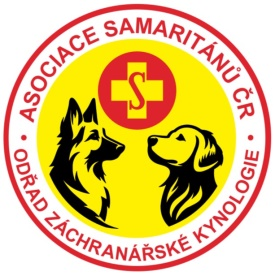 ASOCIACE SAMARITÁNŮ ČR
S
ODŘAD ZÁCHRANÁŘSKÉ KYNOLOGIE